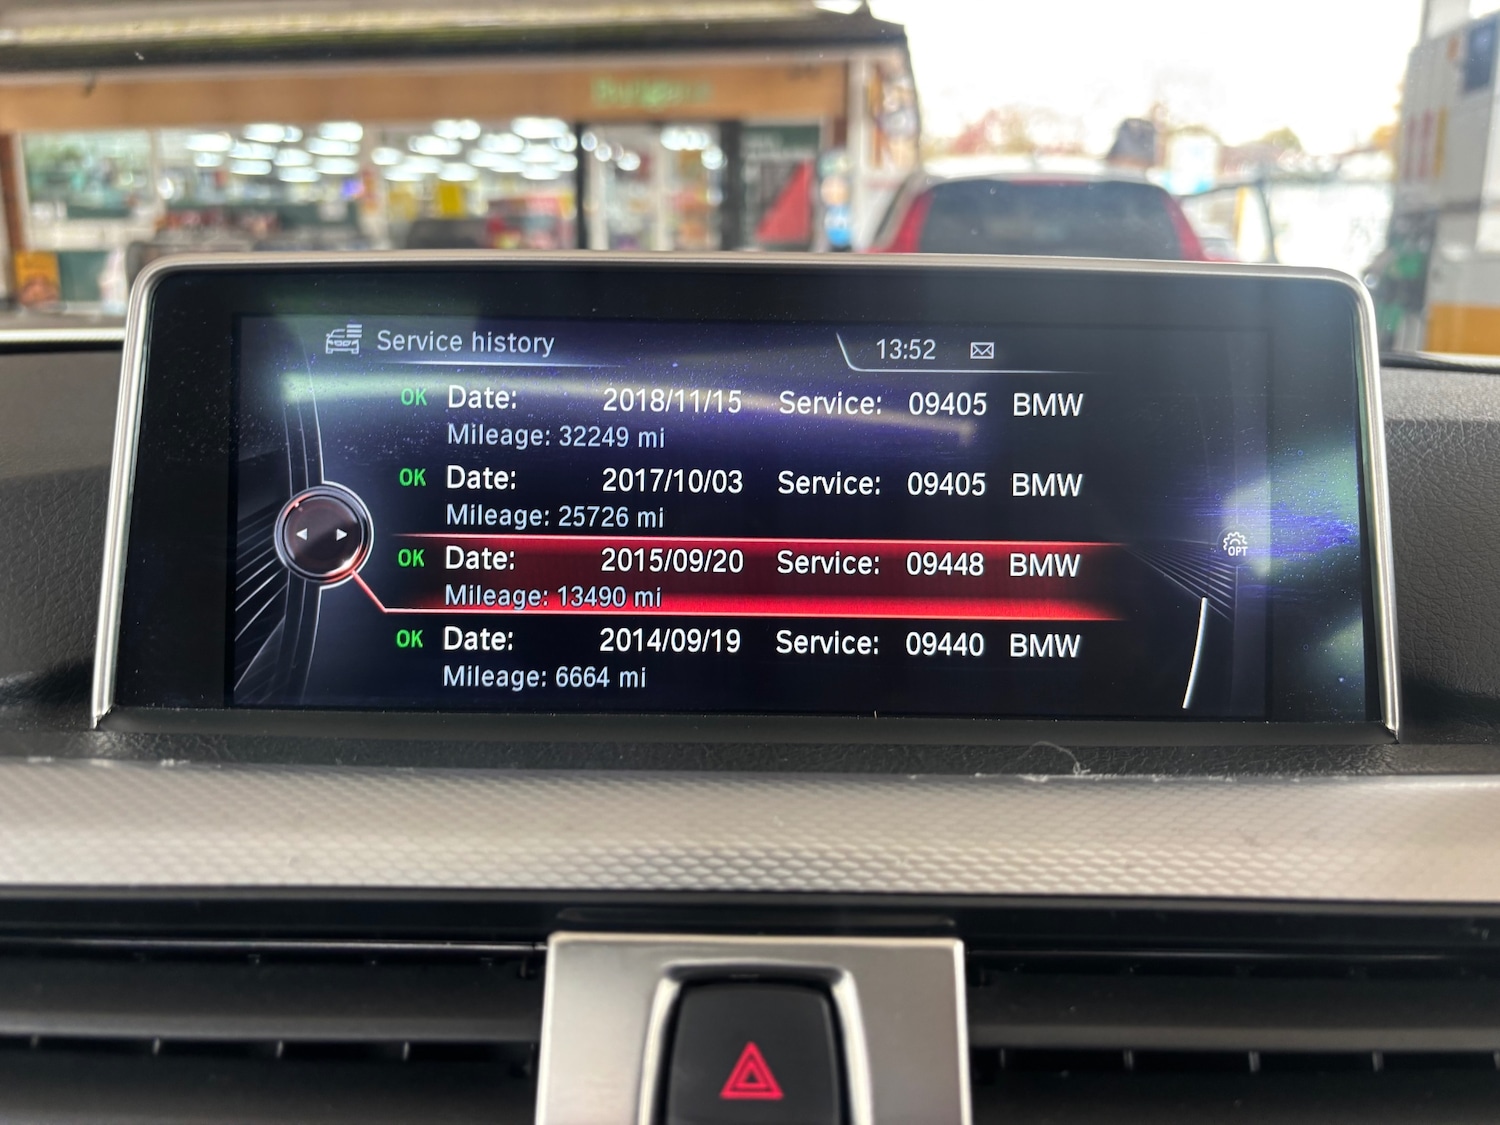 Service history 13:52
OK Date: 2018/11/15 Service: 09405 BMW
Mileage: 32249 mi
OK Date: 2017/10/03 Service: 09405 BMW
Mileage: 25726 mi
OK Date: 2015/09/20 Service: 09448 BMW
Mileage: 13490 mi
OPT
OK Date: 2014/09/19 Service: 09440 BMW
Mileage: 6664 mi